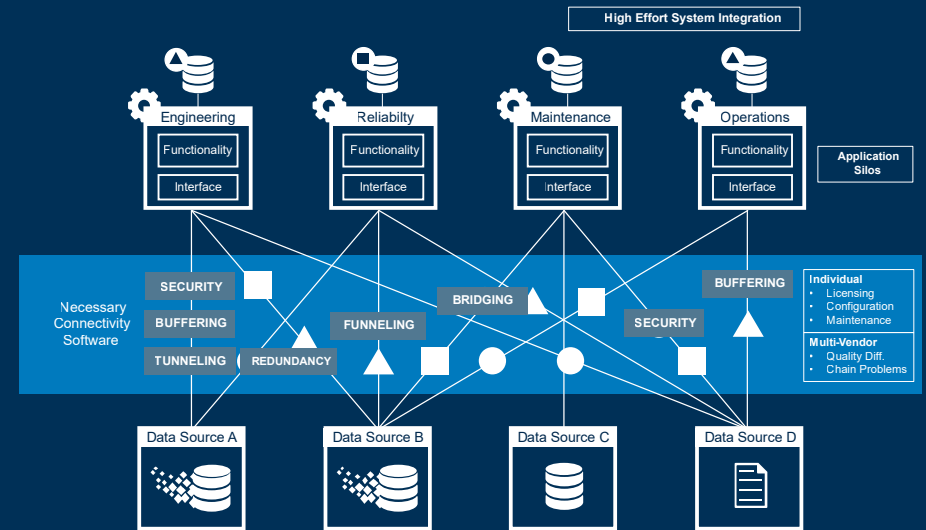 High Effort System Integration
Engineering
Reliabilty
Maintenance
Operations
Functionality
Functionality
Functionality
Functionality
Interface
Interface
Interface
Interface
Application
Silos
Necessary
Connectivity
Software
SECURITY
BUFFERING
TUNNELING
REDUNDANCY
FUNNELING
BRIDGING
SECURITY
BUFFERING
Individual
• Licensing
• Configuration
• Maintenance
Multi-Vendor
• Quality Diff.
• Chain Problems
Data Source A
Data Source B
Data Source C
Data Source D